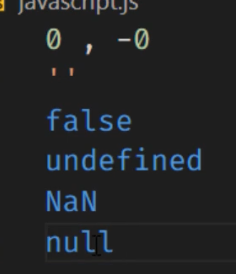 javascript.js
0 , -0
''
false
undefined
NaN
null